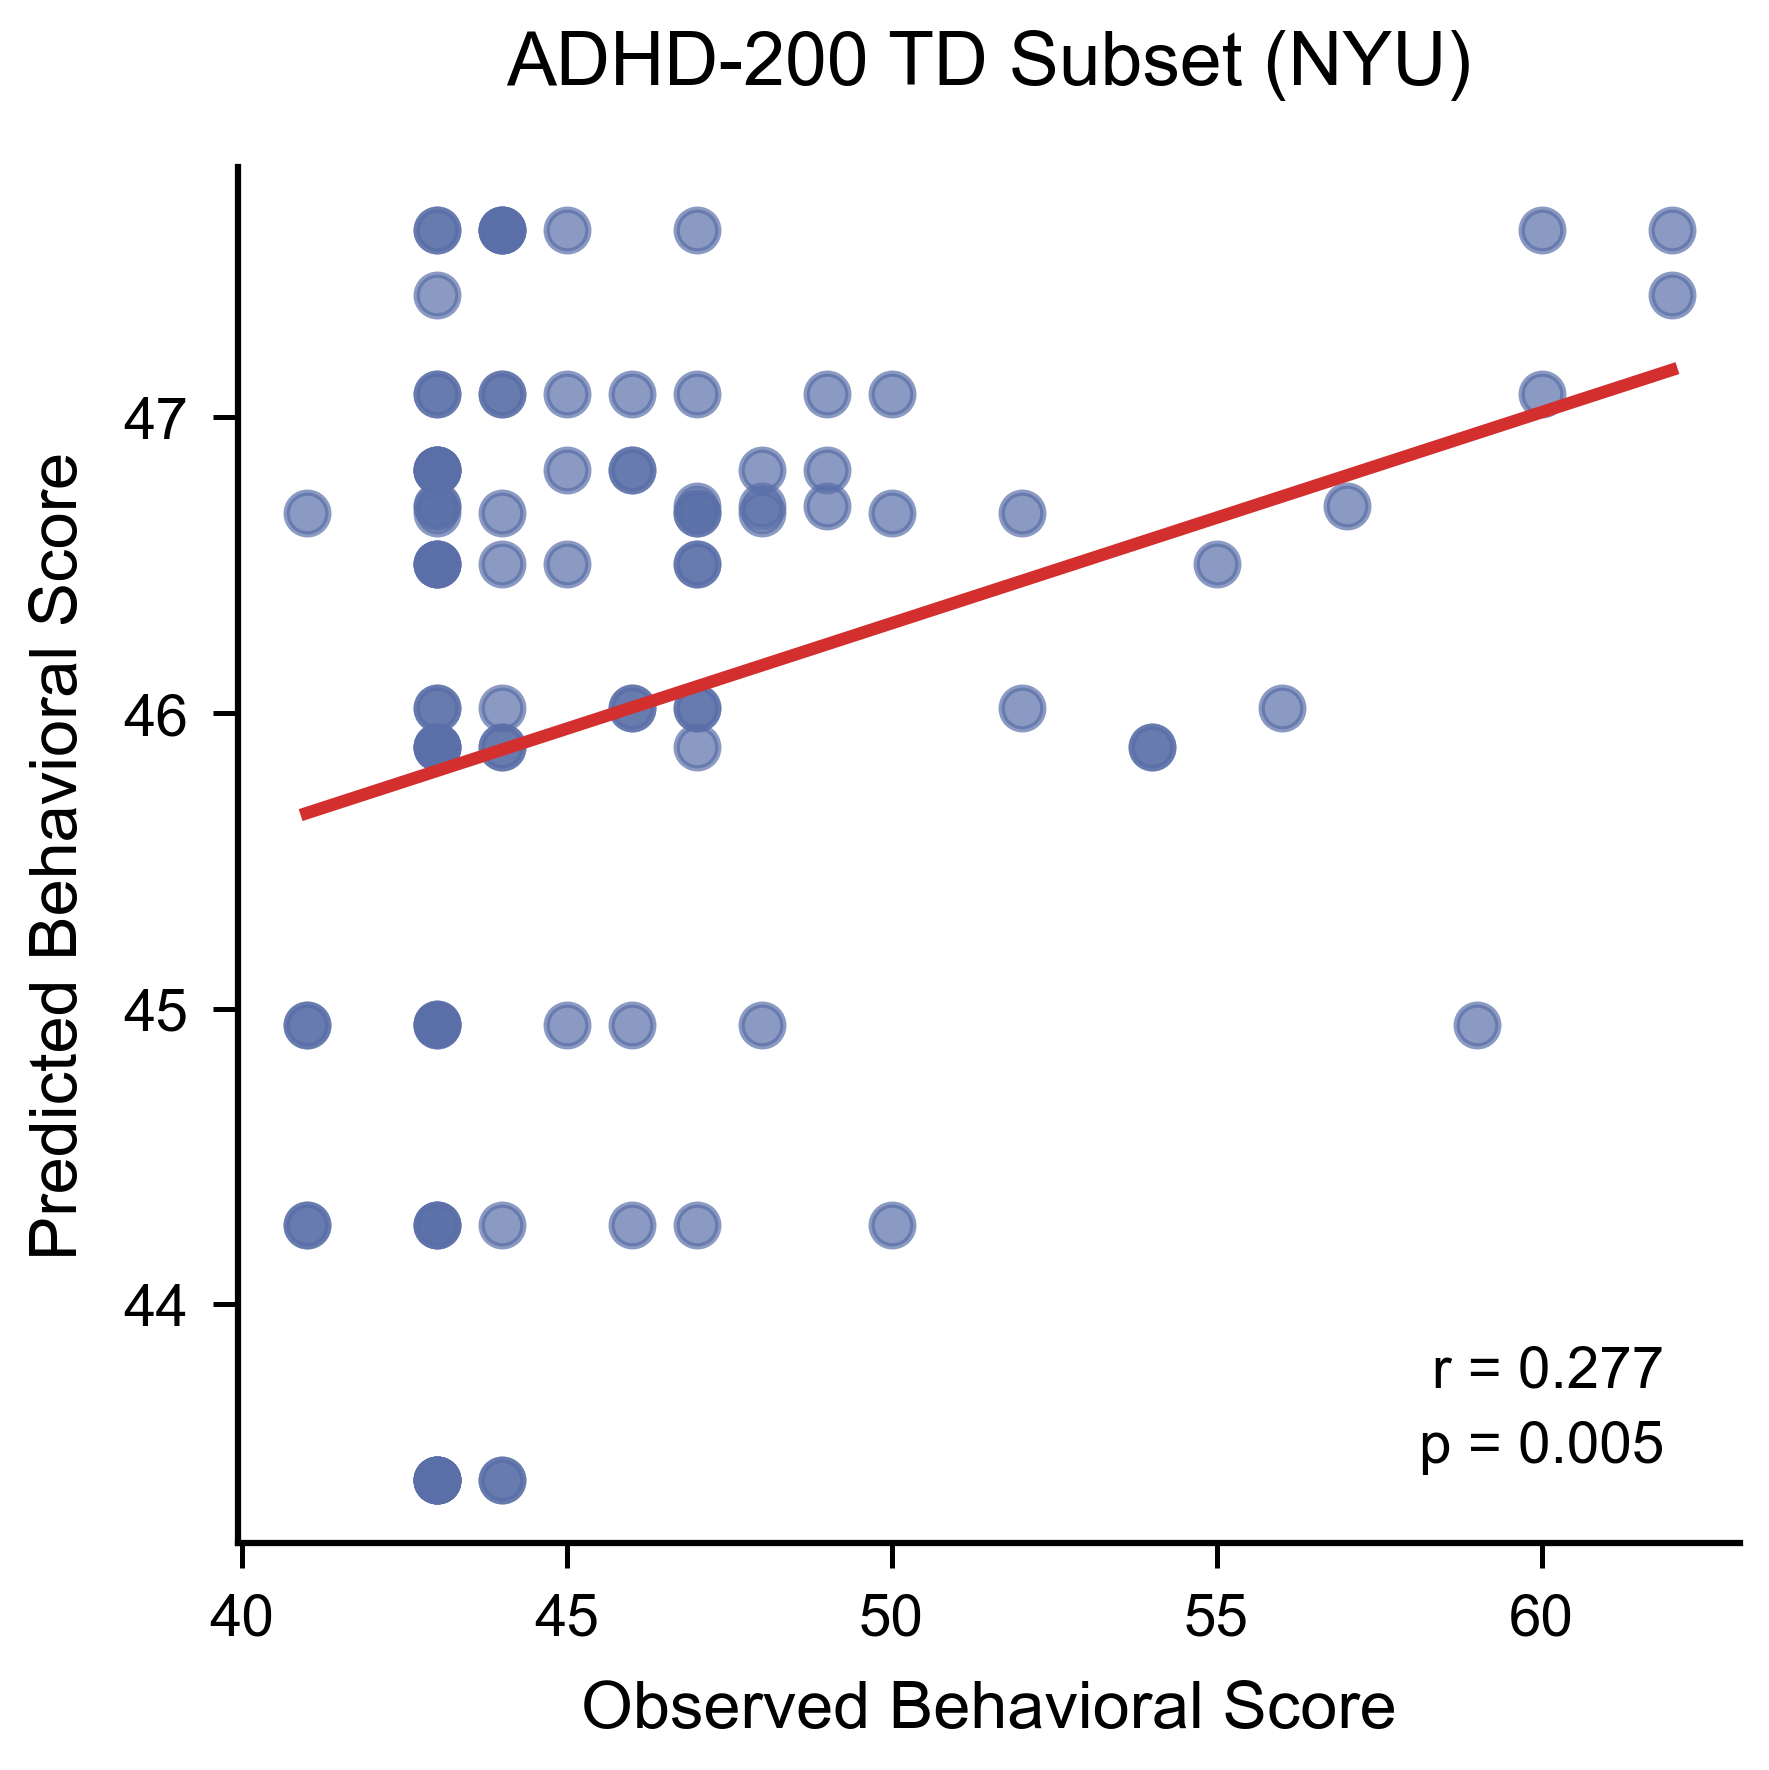 ADHD-200 TD Subset (NYU)
Predicted Behavioral Score
47
46
45
44
r = 0.277
p = 0.005
40
45
50
55
60
Observed Behavioral Score